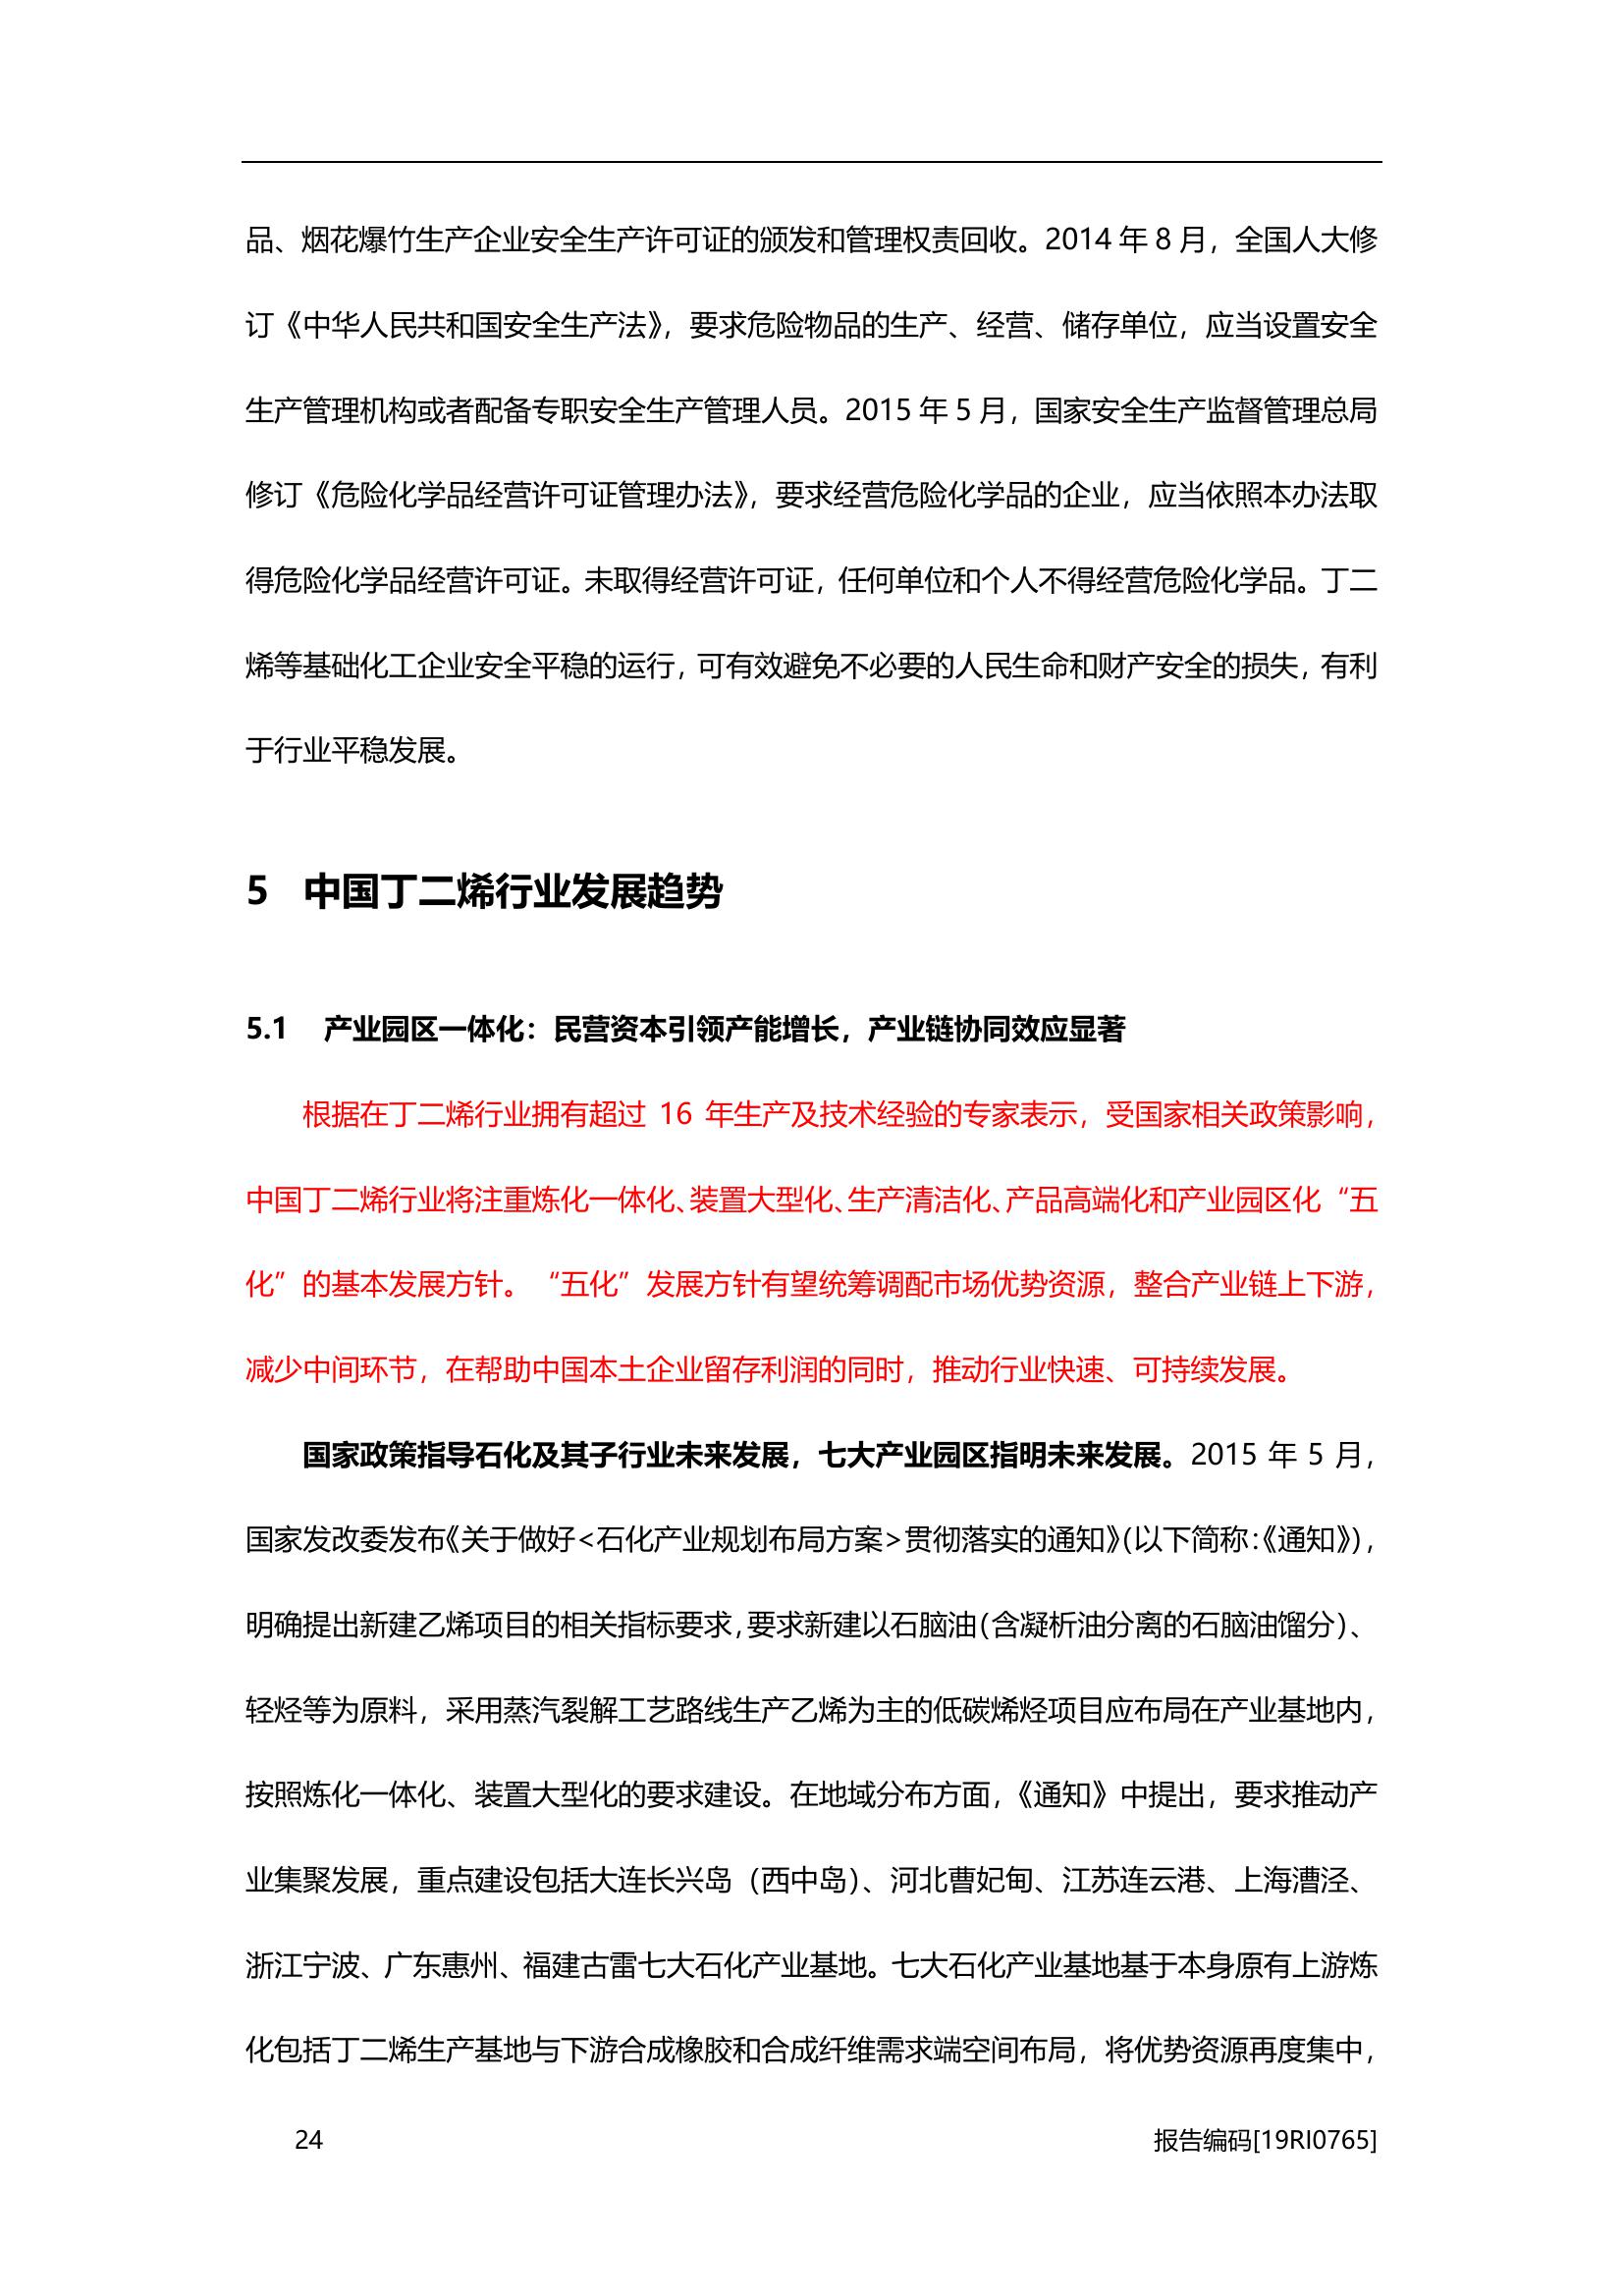 品、烟花爆竹生产企业安全生产许可证的颁发和管理权责回收。2014 年 8 月，全国人大修
订《中华人民共和国安全生产法》，要求危险物品的生产、经营、储存单位，应当设置安全
生产管理机构或者配备专职安全生产管理人员。2015 年 5 月，国家安全生产监督管理总局
修订《危险化学品经营许可证管理办法》，要求经营危险化学品的企业，应当依照本办法取
得危险化学品经营许可证。未取得经营许可证，任何单位和个人不得经营危险化学品。丁二
烯等基础化工企业安全平稳的运行，可有效避免不必要的人民生命和财产安全的损失，有利
于行业平稳发展。
5 中国丁二烯行业发展趋势
5.1 产业园区一体化：民营资本引领产能增长，产业链协同效应显著
根据在丁二烯行业拥有超过 16 年生产及技术经验的专家表示，受国家相关政策影响，
中国丁二烯行业将注重炼化一体化、装置大型化、生产清洁化、产品高端化和产业园区化“五
化”的基本发展方针。“五化”发展方针有望统筹调配市场优势资源，整合产业链上下游，
减少中间环节，在帮助中国本土企业留存利润的同时，推动行业快速、可持续发展。
国家政策指导石化及其子行业未来发展，七大产业园区指明未来发展。2015 年 5 月，
国家发改委发布《关于做好<石化产业规划布局方案>贯彻落实的通知》（以下简称：《通知》），
明确提出新建乙烯项目的相关指标要求，要求新建以石脑油（含凝析油分离的石脑油馏分）、
轻烃等为原料，采用蒸汽裂解工艺路线生产乙烯为主的低碳烯烃项目应布局在产业基地内，
按照炼化一体化、装置大型化的要求建设。在地域分布方面，《通知》中提出，要求推动产
业集聚发展，重点建设包括大连长兴岛（西中岛）、河北曹妃甸、江苏连云港、上海漕泾、
浙江宁波、广东惠州、福建古雷七大石化产业基地。七大石化产业基地基于本身原有上游炼
化包括丁二烯生产基地与下游合成橡胶和合成纤维需求端空间布局，将优势资源再度集中，
24 报告编码[19RI0765]